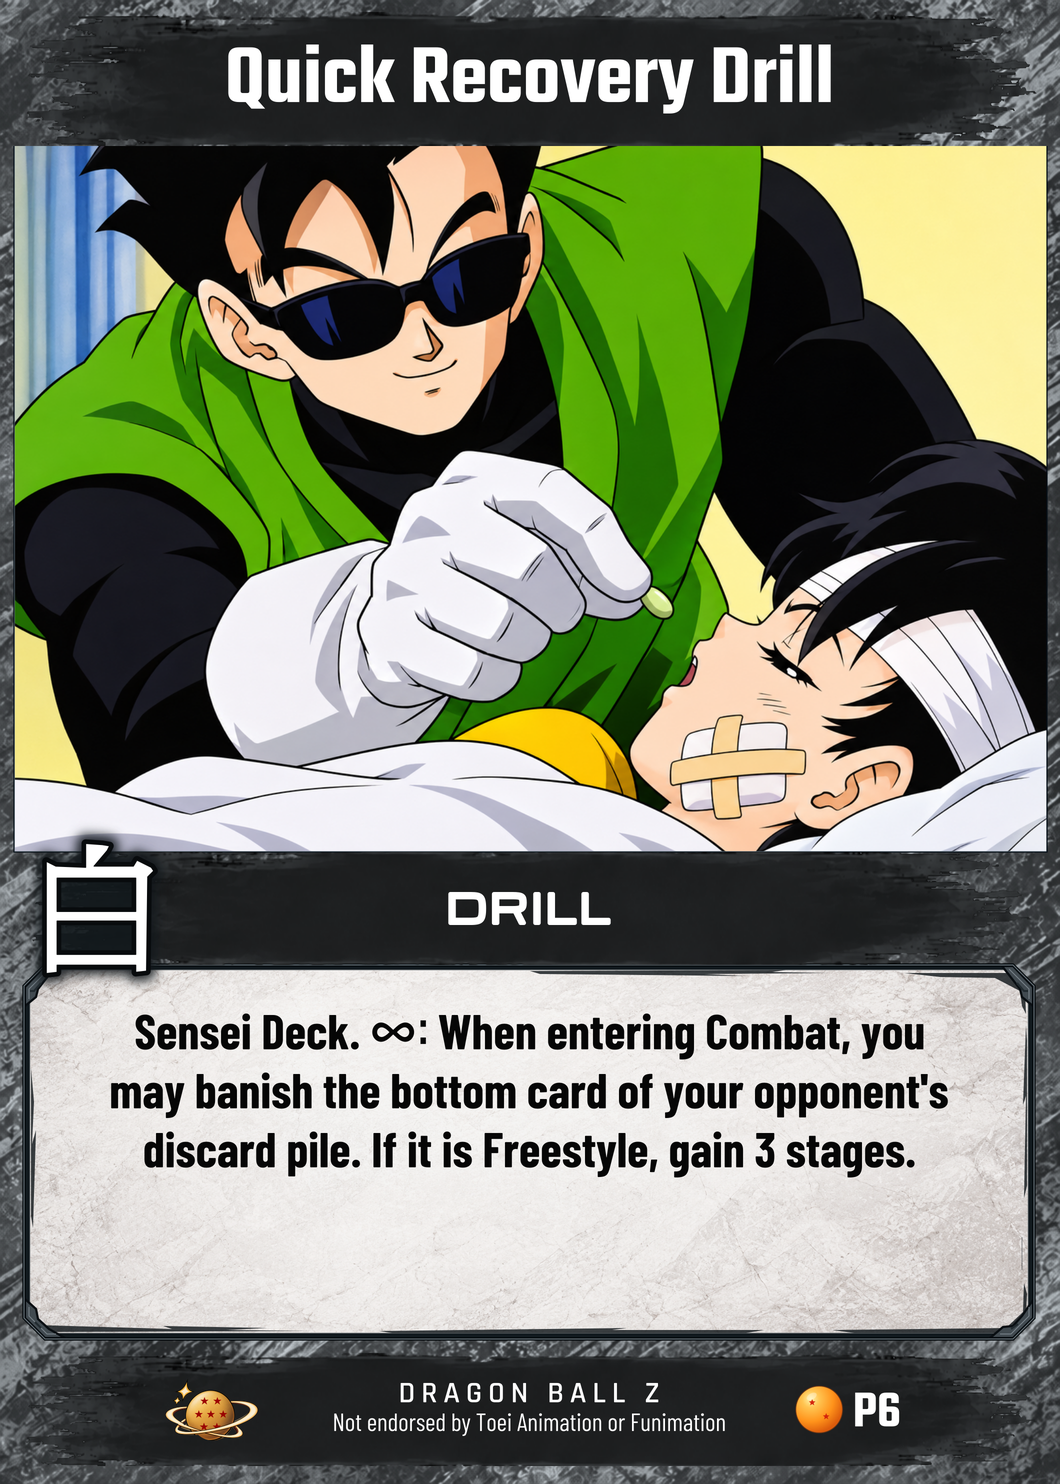 Quick Recovery Drill
白
DRILL
Sensei Deck. ∞: When entering Combat, you
may banish the bottom card of your opponent's
discard pile. If it is Freestyle, gain 3 stages.
DRAGON BALL Z
Not endorsed by Toei Animation or Funimation
P6